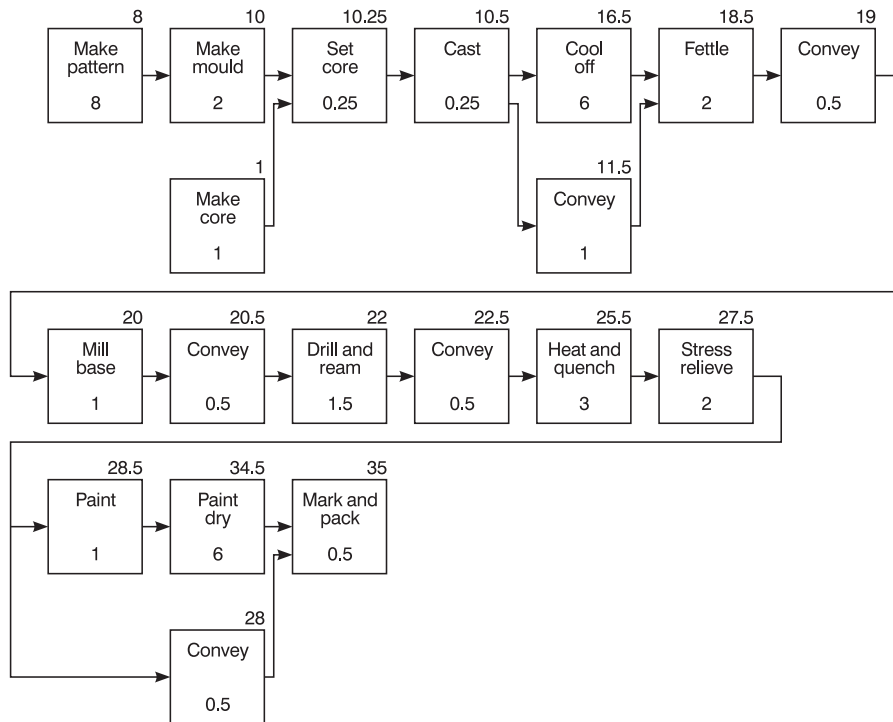 8 10 10.25 10.5 16.5 18.5 19
Make pattern 8
Make mould 2
Set core 0.25
Cast 0.25
Cool off 6
Fettle 2
Convey 0.5
1
Make core 1
11.5
Convey 1
20 20.5 22 22.5 25.5 27.5
Mill base 1
Convey 0.5
Drill and ream 1.5
Convey 0.5
Heat and quench 3
Stress relieve 2
28.5 34.5 35
Paint 1
Paint dry 6
Mark and pack 0.5
28
Convey 0.5